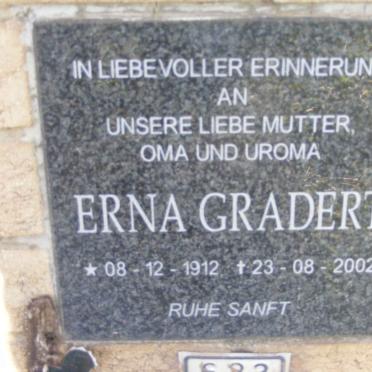 IN LIEBEVOLLER ERINNERUN
AN
UNSERE LIEBE MUTTER,
OMA UND UROMA
ERNA GRADERT
★ 08 - 12 - 1912 ✝ 23 - 08 - 2002
RUHE SANFT